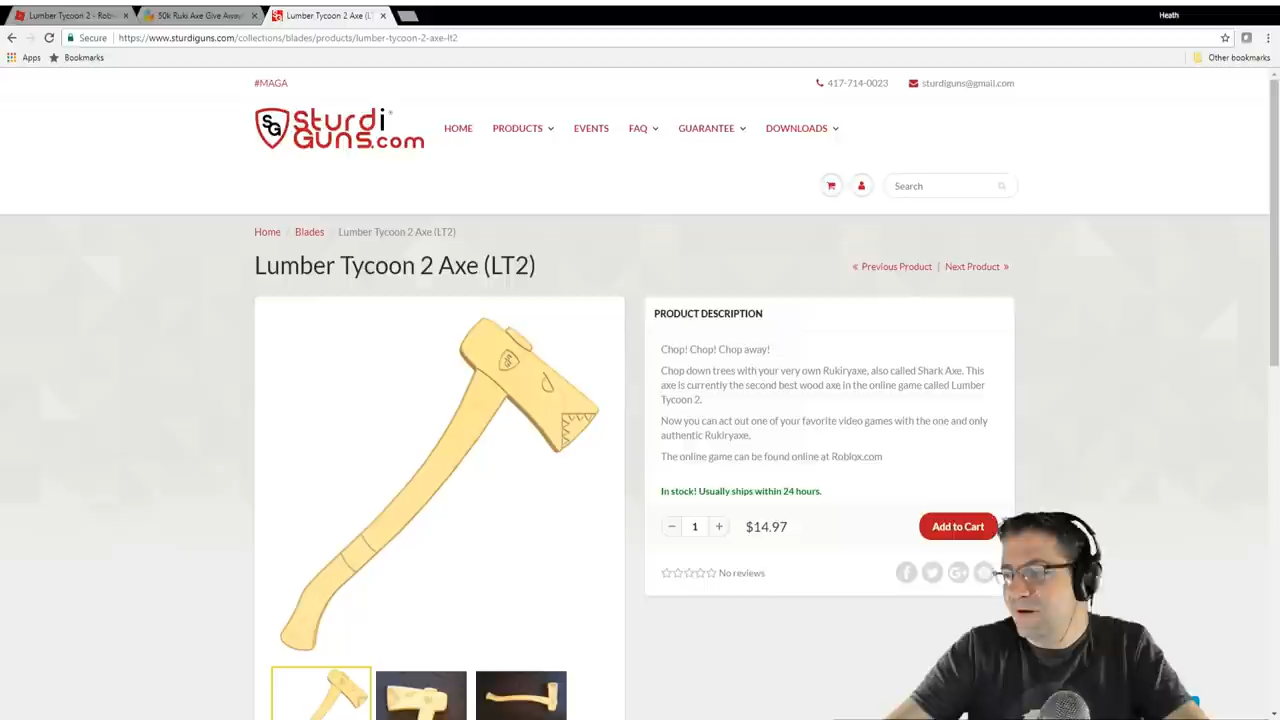 Lumber Tycoon 2 - Rob
50k Ruki Axe Give Away
Lumber Tycoon 2 Axe (LT
Heath
Secure
https://www.sturdiguns.com/collections/blades/products/lumber-tycoon-2-axe-lt2
Apps
Bookmarks
Other bookmarks
#MAGA
417-714-0023
sturdiguns@gmail.com
SG
Sturdi
Guns.com
HOME
PRODUCTS
EVENTS
FAQ
GUARANTEE
DOWNLOADS
Search
Home / Blades / Lumber Tycoon 2 Axe (LT2)
Lumber Tycoon 2 Axe (LT2)
« Previous Product | Next Product »
PRODUCT DESCRIPTION
Chop! Chop! Chop away!
Chop down trees with your very own Rukiryaxe, also called Shark Axe. This
axe is currently the second best wood axe in the online game called Lumber
Tycoon 2.
Now you can act out one of your favorite video games with the one and only
authentic Rukiryaxe.
The online game can be found online at Roblox.com
In stock! Usually ships within 24 hours.
− 1 + $14.97
Add to Cart
No reviews